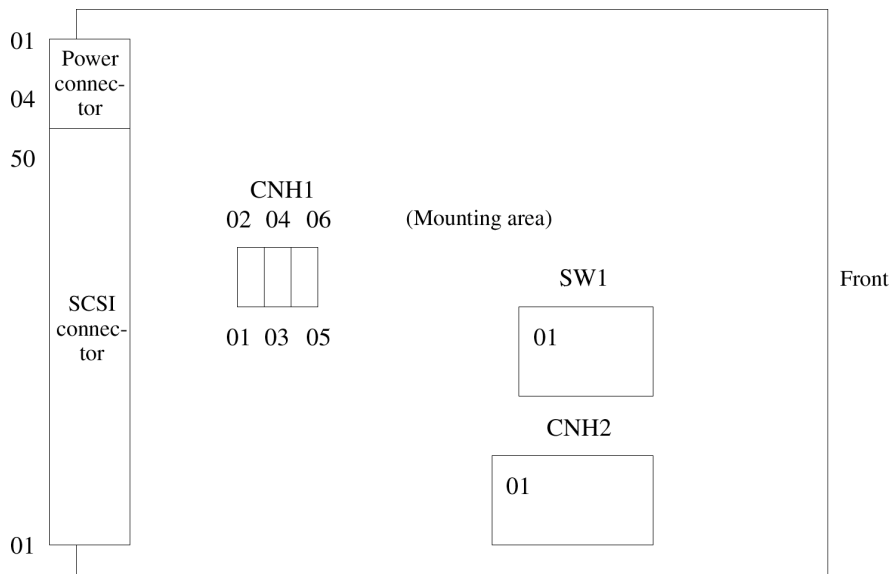 01
Power
connec-
tor
04
50
CNH1
02 04 06
(Mounting area)
SW1
Front
SCSI
connec-
tor
01 03 05
01
CNH2
01
01